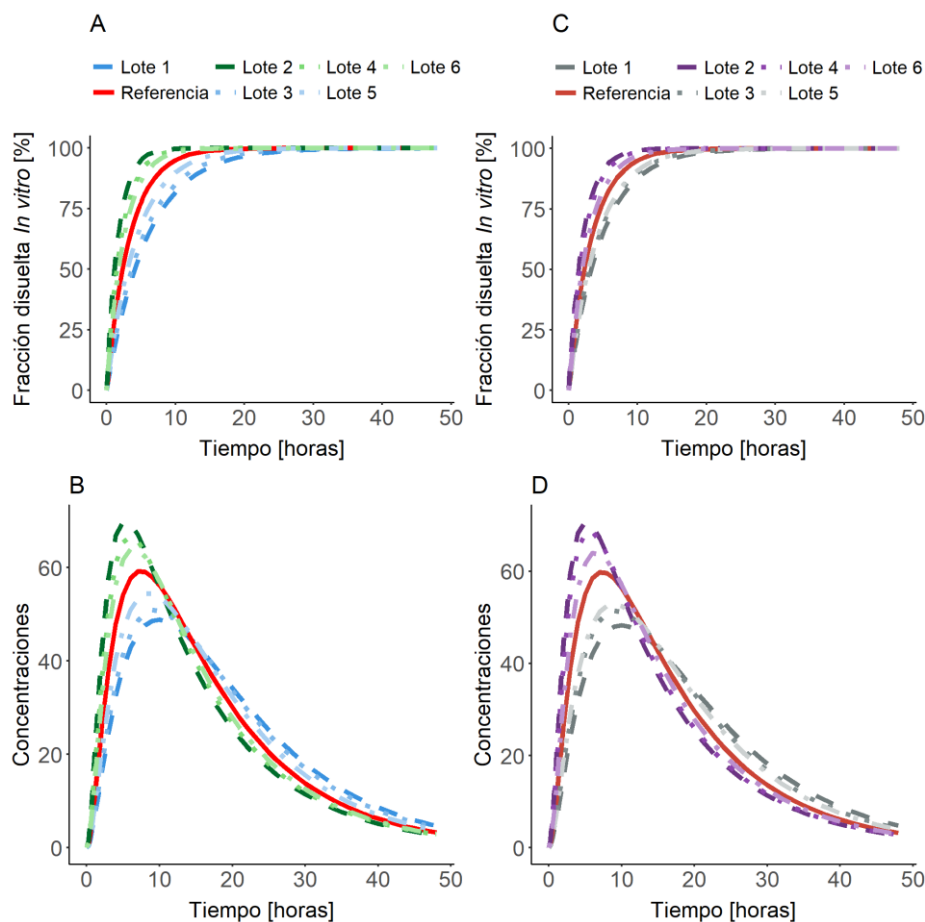 A
Lote 1 Lote 2 Lote 4 Lote 6
Referencia Lote 3 Lote 5
Fracción disuelta In vitro [%]
100
75
50
25
0
0 10 20 30 40 50
Tiempo [horas]
C
Lote 1 Lote 2 Lote 4 Lote 6
Referencia Lote 3 Lote 5
Fracción disuelta In vitro [%]
100
75
50
25
0
0 10 20 30 40 50
Tiempo [horas]
B
Concentraciones
60
40
20
0
0 10 20 30 40 50
Tiempo [horas]
D
Concentraciones
60
40
20
0
0 10 20 30 40 50
Tiempo [horas]